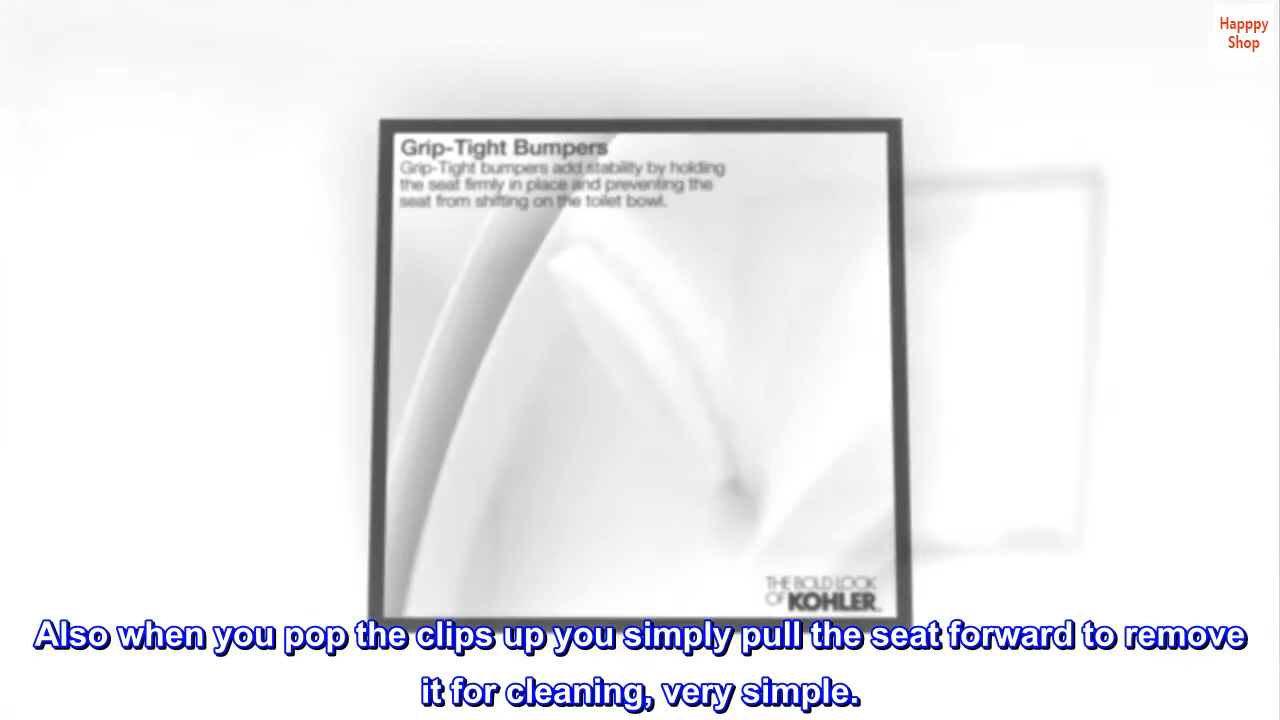 Happpy
Shop
Grip-Tight Bumpers
Grip-Tight bumpers add stability by holding
the seat firmly in place and preventing the
seat from shifting on the toilet bowl.
THE BOLD LOOK
OF KOHLER.
Also when you pop the clips up you simply pull the seat forward to remove
it for cleaning, very simple.